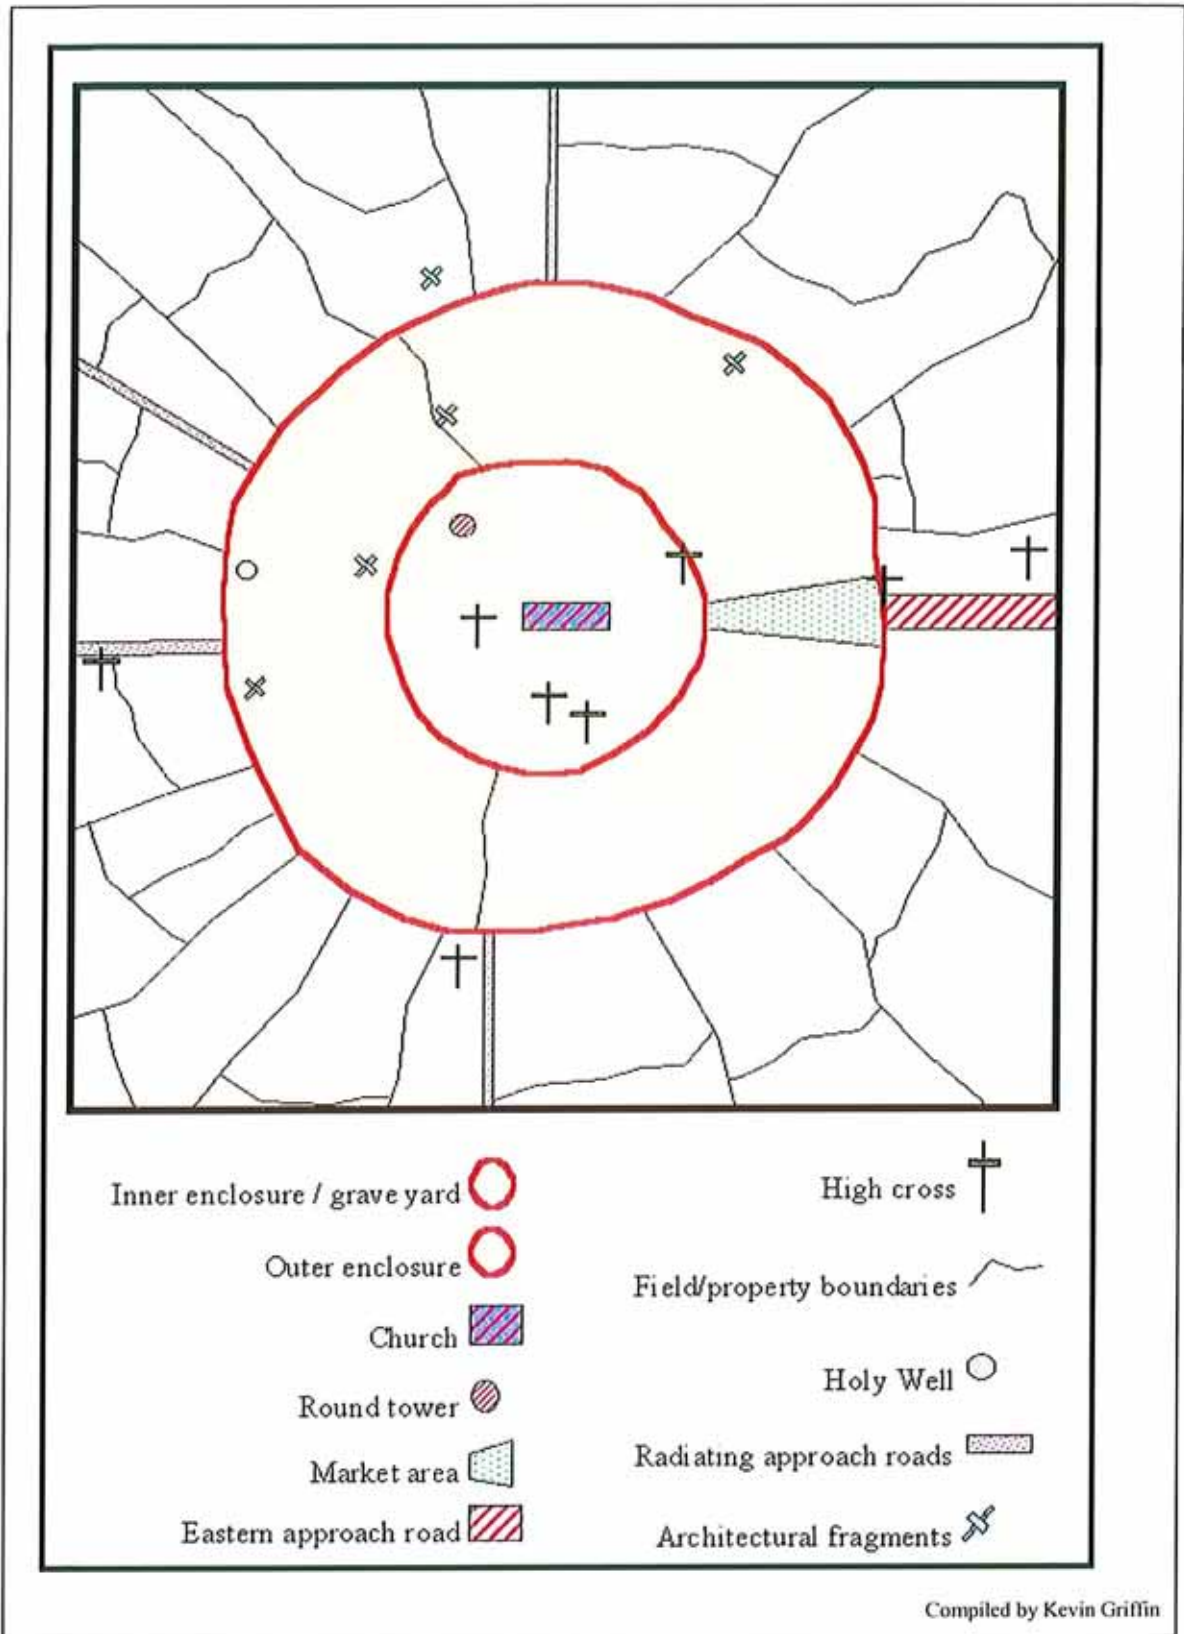 Inner enclosure / grave yard
Outer enclosure
Church
Round tower
Market area
Eastern approach road
High cross
Field/property boundaries
Holy Well
Radiating approach roads
Architectural fragments
Compiled by Kevin Griffin